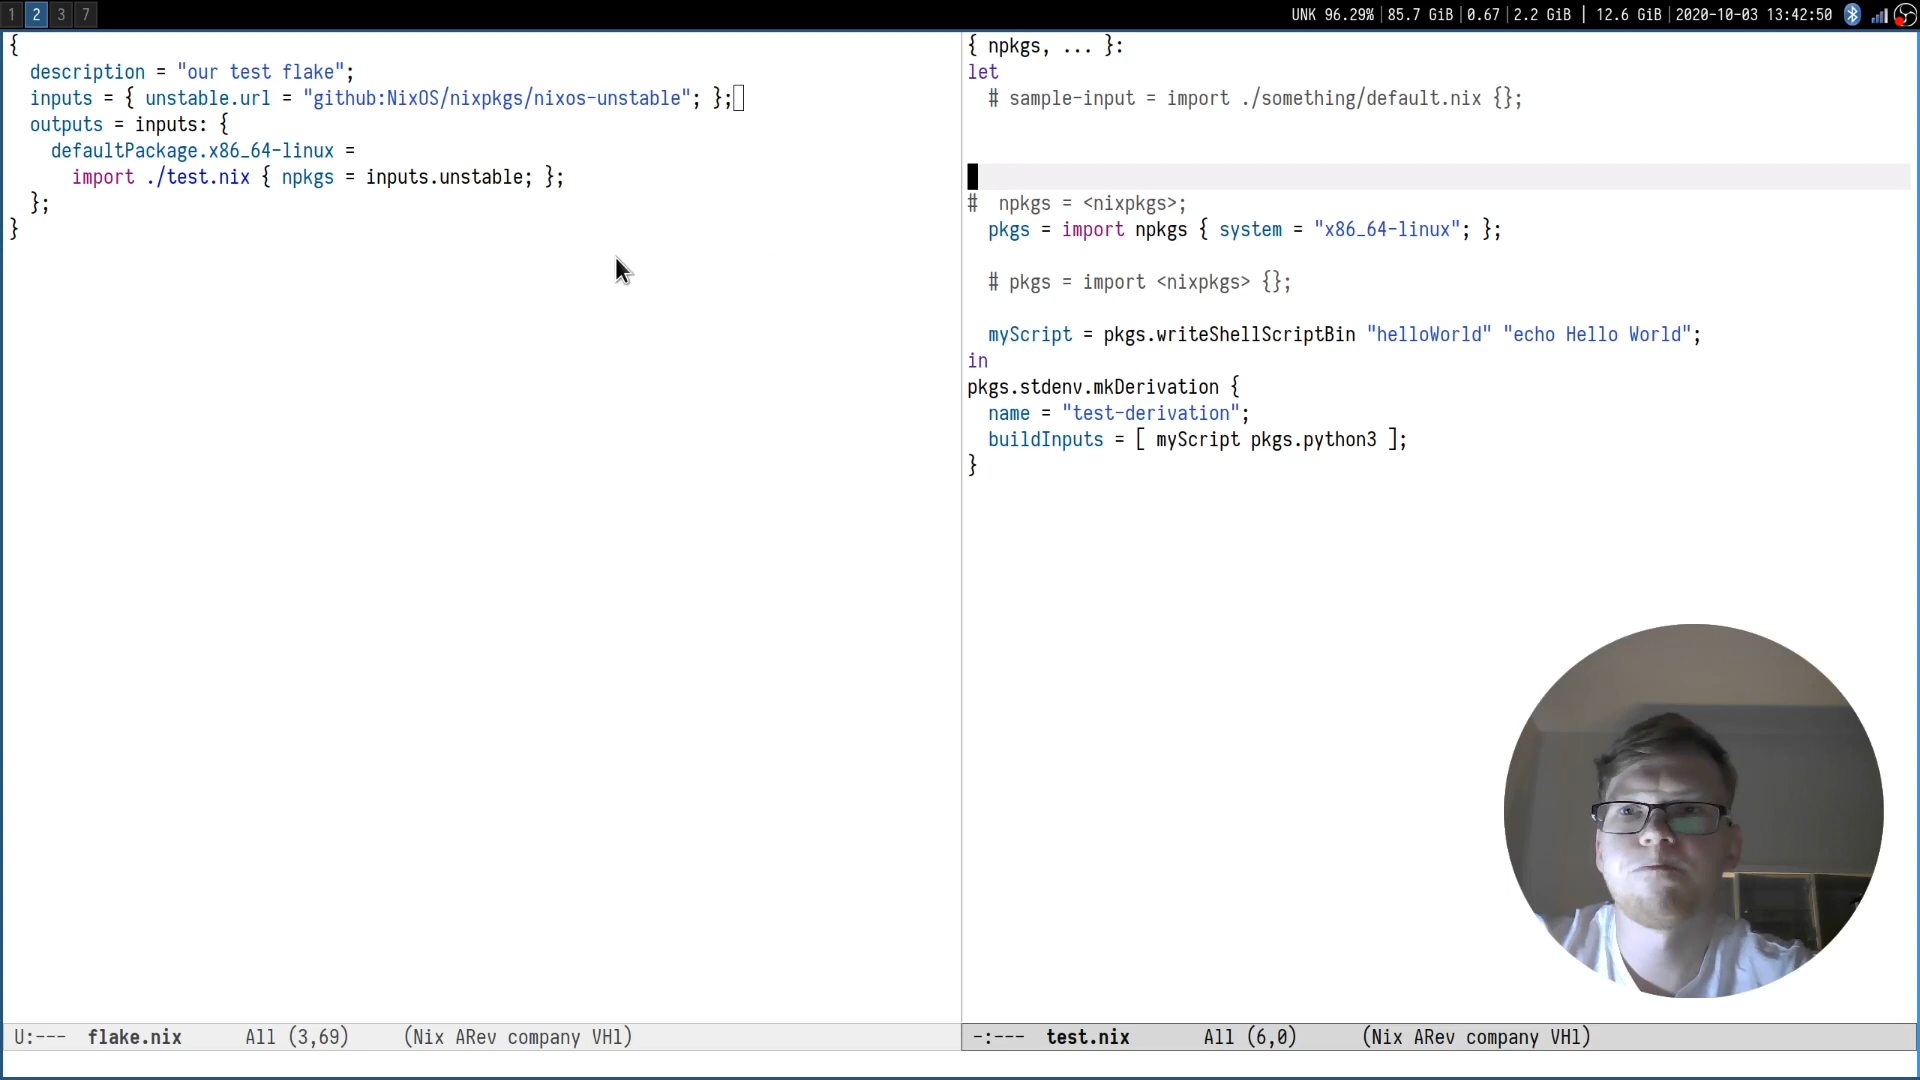 1 2 3 7
UNK 96.29%|85.7 GiB|0.67|2.2 GiB | 12.6 GiB|2020-10-03 13:42:50
{
  description = "our test flake";
  inputs = { unstable.url = "github:NixOS/nixpkgs/nixos-unstable"; };
  outputs = inputs: {
    defaultPackage.x86_64-linux =
      import ./test.nix { npkgs = inputs.unstable; };
  };
}
U:---  flake.nix      All (3,69)     (Nix ARev company VHl)
{ npkgs, ... }:
let
  # sample-input = import ./something/default.nix {};
#  npkgs = <nixpkgs>;
  pkgs = import npkgs { system = "x86_64-linux"; };
  # pkgs = import <nixpkgs> {};
  myScript = pkgs.writeShellScriptBin "helloWorld" "echo Hello World";
in
pkgs.stdenv.mkDerivation {
  name = "test-derivation";
  buildInputs = [ myScript pkgs.python3 ];
}
-:---  test.nix       All (6,0)      (Nix ARev company VHl)